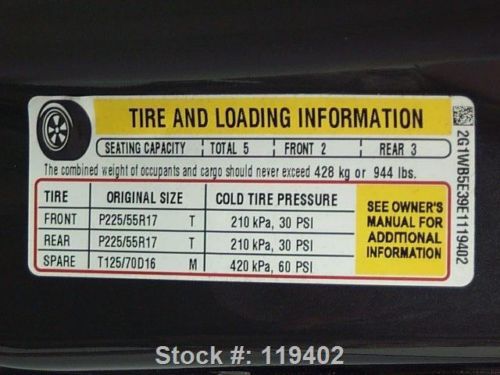 TIRE AND LOADING INFORMATION
SEATING CAPACITY TOTAL 5 FRONT 2 REAR 3
The combined weight of occupants and cargo should never exceed 428 kg or 944 lbs.
TIRE ORIGINAL SIZE COLD TIRE PRESSURE
FRONT P225/55R17 T 210 kPa, 30 PSI
REAR P225/55R17 T 210 kPa, 30 PSI
SPARE T125/70D16 M 420 kPa, 60 PSI
SEE OWNER'S
MANUAL FOR
ADDITIONAL
INFORMATION
2G1WB5E39E1119402
Stock #: 119402